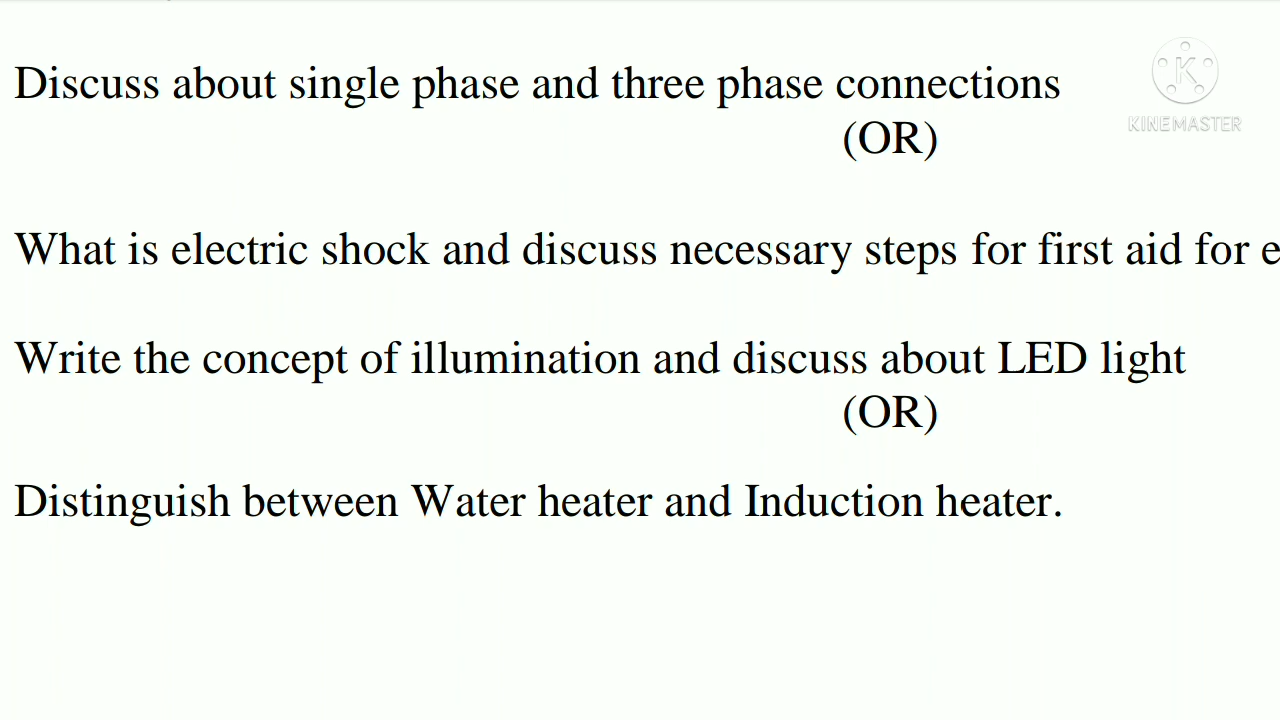 Discuss about single phase and three phase connections
KINEMASTER
(OR)
What is electric shock and discuss necessary steps for first aid for e
Write the concept of illumination and discuss about LED light
(OR)
Distinguish between Water heater and Induction heater.